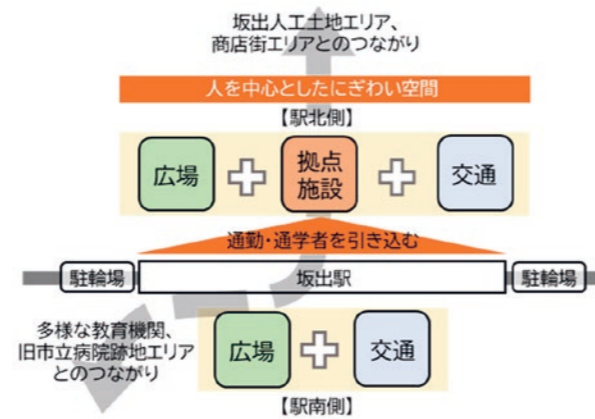 坂出人工土地エリア、
商店街エリアとのつながり
人を中心としたにぎわい空間
【駅北側】
広場
拠点
施設
交通
通勤・通学者を引き込む
駐輪場
坂出駅
駐輪場
多様な教育機関、
旧市立病院跡地エリア
とのつながり
広場
交通
【駅南側】